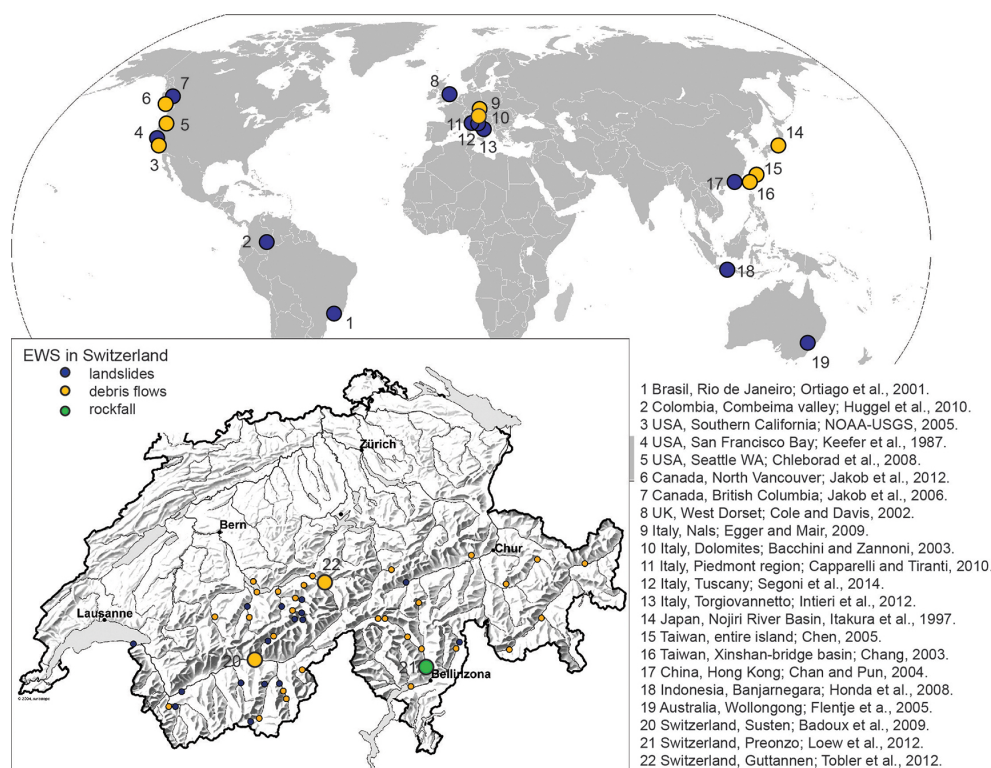 7
6
5
4
3
8
9
10
11
12
13
14
15
16
17
18
2
1
19
EWS in Switzerland
landslides
debris flows
rockfall
Zürich
Bern
Chur
22
Lausanne
20
21
Bellinzona
1 Brasil, Rio de Janeiro; Ortiago et al., 2001.
2 Colombia, Combeima valley; Huggel et al., 2010.
3 USA, Southern California; NOAA-USGS, 2005.
4 USA, San Francisco Bay; Keefer et al., 1987.
5 USA, Seattle WA; Chleborad et al., 2008.
6 Canada, North Vancouver; Jakob et al., 2012.
7 Canada, British Columbia; Jakob et al., 2006.
8 UK, West Dorset; Cole and Davis, 2002.
9 Italy, Nals; Egger and Mair, 2009.
10 Italy, Dolomites; Bacchini and Zannoni, 2003.
11 Italy, Piedmont region; Capparelli and Tiranti, 2010.
12 Italy, Tuscany; Segoni et al., 2014.
13 Italy, Torgiovannetto; Intieri et al., 2012.
14 Japan, Nojiri River Basin, Itakura et al., 1997.
15 Taiwan, entire island; Chen, 2005.
16 Taiwan, Xinshan-bridge basin; Chang, 2003.
17 China, Hong Kong; Chan and Pun, 2004.
18 Indonesia, Banjarnegara; Honda et al., 2008.
19 Australia, Wollongong; Flentje et a., 2005.
20 Switzerland, Susten; Badoux et al., 2009.
21 Switzerland, Preonzo; Loew et al., 2012.
22 Switzerland, Guttannen; Tobler et al., 2012.